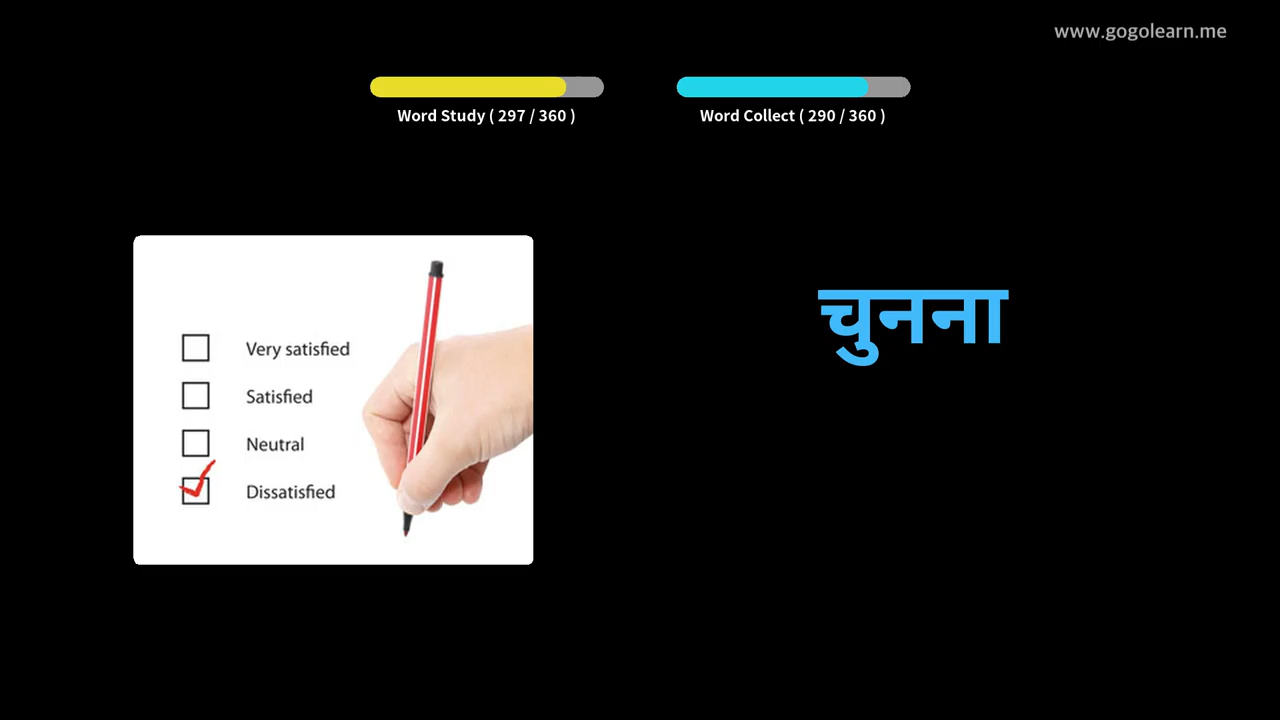 www.gogolearn.me
Word Study ( 297 / 360 )
Word Collect ( 290 / 360 )
चुनना
Very satisfied
Satisfied
Neutral
Dissatisfied